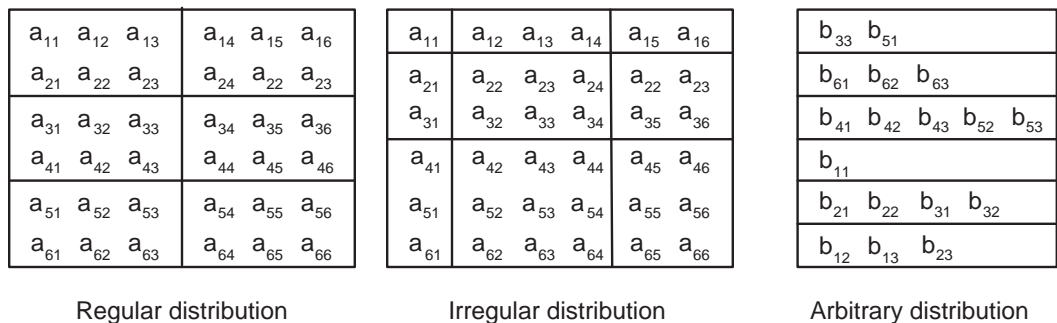 a11 a12 a13 a14 a15 a16
a21 a22 a23 a24 a22 a23
a31 a32 a33 a34 a35 a36
a41 a42 a43 a44 a45 a46
a51 a52 a53 a54 a55 a56
a61 a62 a63 a64 a65 a66
Regular distribution
a11 a12 a13 a14 a15 a16
a21 a22 a23 a24 a22 a23
a31 a32 a33 a34 a35 a36
a41 a42 a43 a44 a45 a46
a51 a52 a53 a54 a55 a56
a61 a62 a63 a64 a65 a66
Irregular distribution
b33 b51
b61 b62 b63
b41 b42 b43 b52 b53
b11
b21 b22 b31 b32
b12 b13 b23
Arbitrary distribution